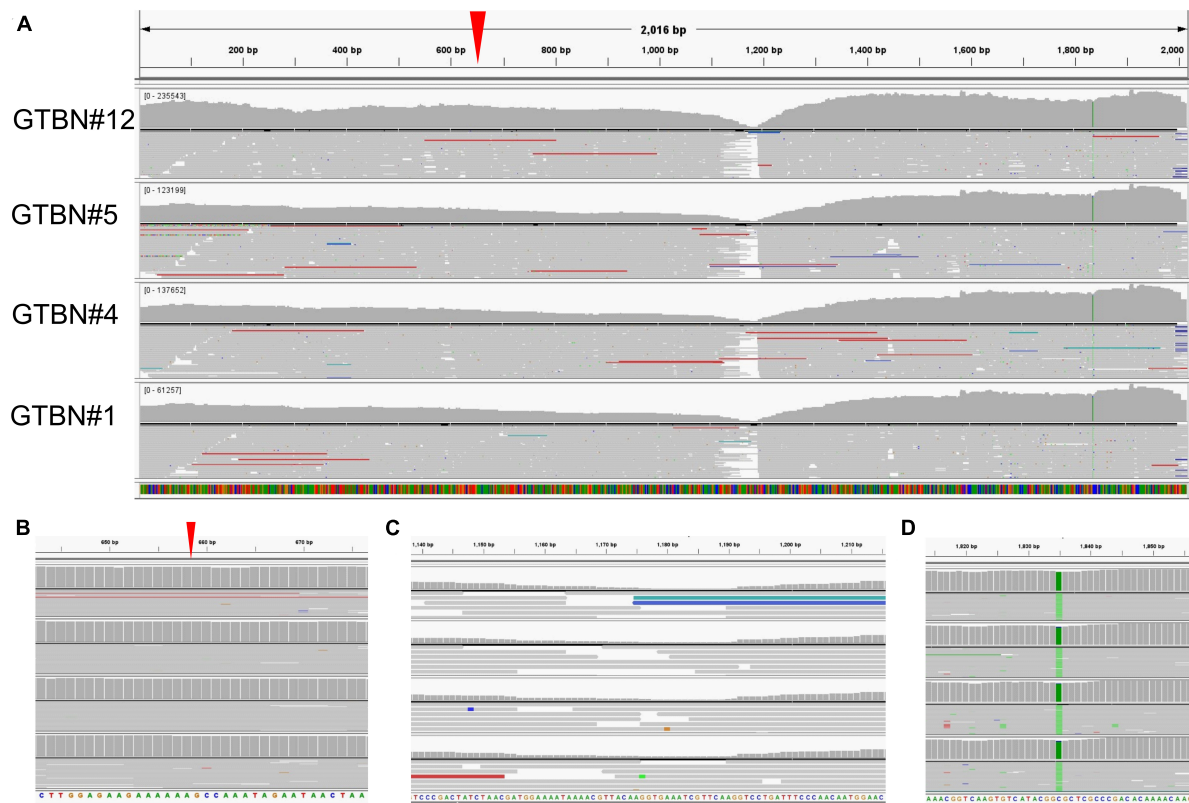 A
2,016 bp
200 bp 400 bp 600 bp 800 bp 1,000 bp 1,200 bp 1,400 bp 1,600 bp 1,800 bp 2,000
GTBN#12
[0 - 235543]
GTBN#5
[0 - 123199]
GTBN#4
[0 - 137652]
GTBN#1
[0 - 61257]
B
650 bp 660 bp 670 bp
CTTGGAGAAGAAAAAAGCCAAATAGAATAACTAA
C
1,140 bp 1,150 bp 1,160 bp 1,170 bp 1,180 bp 1,190 bp 1,200 bp 1,210 bp
TCCCGACTATCTAACGATGGAAAATAAAACGTTACAAGGTGAAATCGTTCAAGGTCCTGATTTCCCAACAATGGAAC
D
1,820 bp 1,830 bp 1,840 bp 1,850 bp
AAACGGTCAAGTGTCATACGGCGCTCGCCCGACACAACAAC